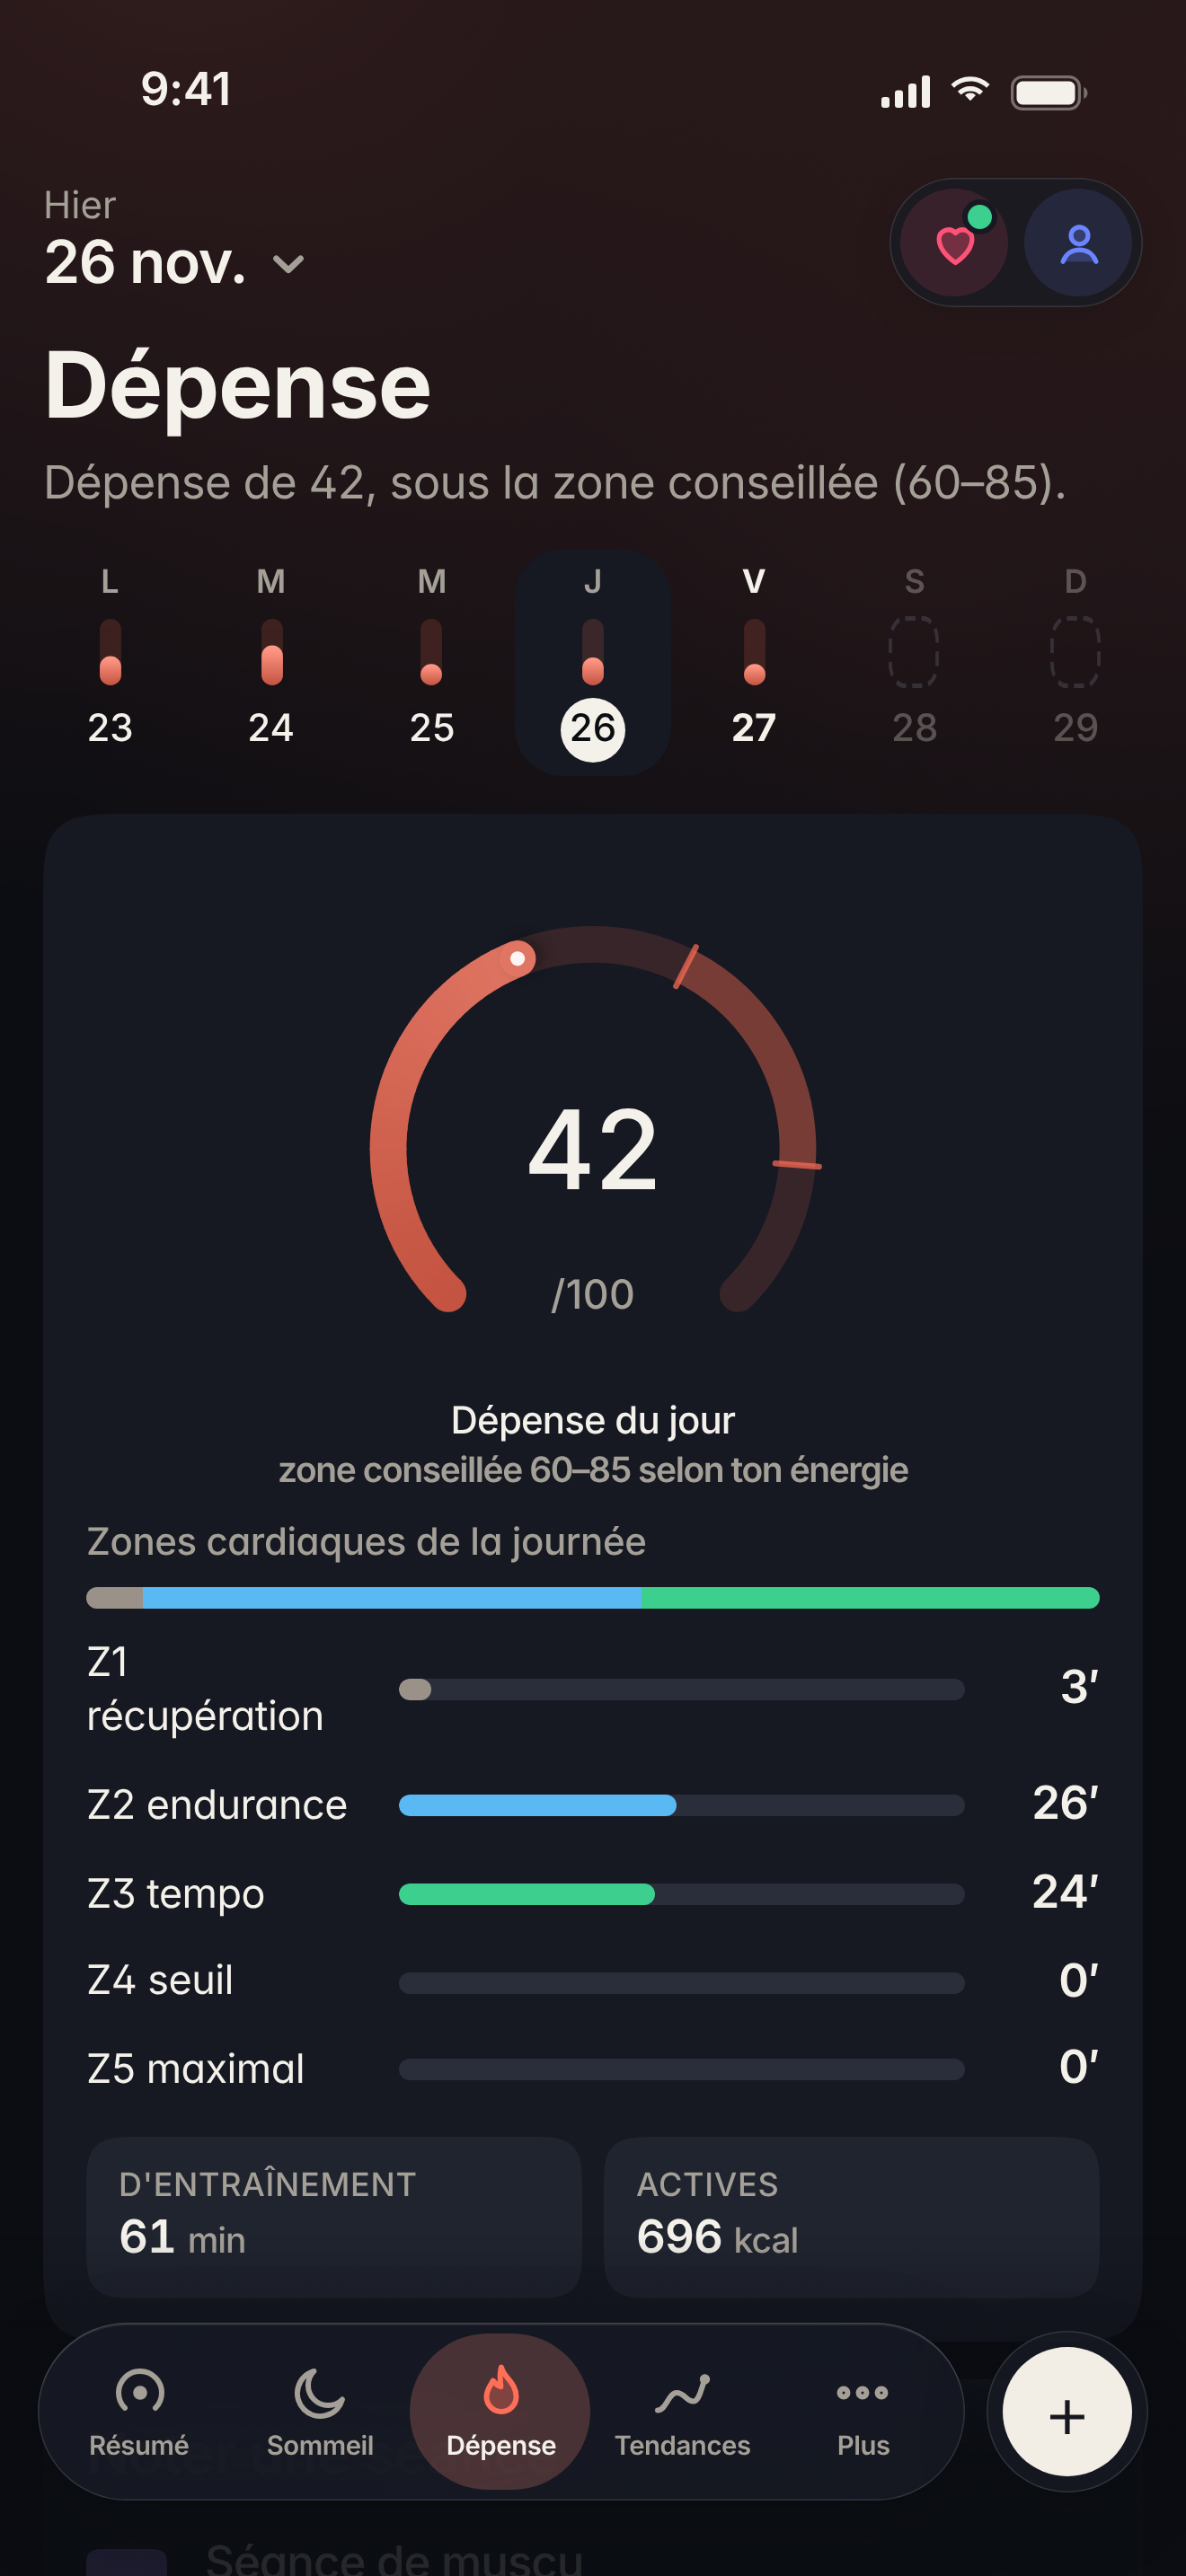 9:41
Hier
26 nov.
Dépense
Dépense de 42, sous la zone conseillée (60–85).
L M M J V S D
23 24 25 26 27 28 29
42
/100
Dépense du jour
zone conseillée 60–85 selon ton énergie
Zones cardiaques de la journée
Z1 récupération 3′
Z2 endurance 26′
Z3 tempo 24′
Z4 seuil 0′
Z5 maximal 0′
D'ENTRAÎNEMENT ACTIVES
61 min 696 kcal
Résumé Sommeil Dépense Tendances Plus
Séance de muscu